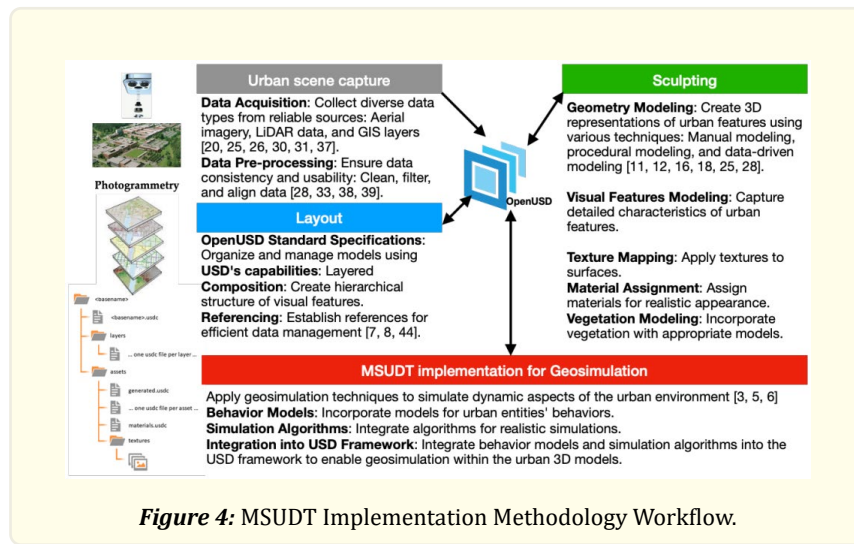 Urban scene capture
Data Acquisition: Collect diverse data
types from reliable sources: Aerial
imagery, LiDAR data, and GIS layers
[20, 25, 26, 30, 31, 37].
Data Pre-processing: Ensure data
consistency and usability: Clean, filter,
and align data [28, 33, 38, 39].
Photogrammetry
Layout
OpenUSD Standard Specifications:
Organize and manage models using
USD's capabilities: Layered
Composition: Create hierarchical
structure of visual features.
Referencing: Establish references for
efficient data management [7, 8, 44].
<basename>
<basename>.usdc
layers
... one usdc file per layer ...
assets
generated.usdc
... one usdc file per asset ...
materials.usdc
textures
OpenUSD
Sculpting
Geometry Modeling: Create 3D
representations of urban features using
various techniques: Manual modeling,
procedural modeling, and data-driven
modeling [11, 12, 16, 18, 25, 28].
Visual Features Modeling: Capture
detailed characteristics of urban
features.
Texture Mapping: Apply textures to
surfaces.
Material Assignment: Assign
materials for realistic appearance.
Vegetation Modeling: Incorporate
vegetation with appropriate models.
MSUDT implementation for Geosimulation
Apply geosimulation techniques to simulate dynamic aspects of the urban environment [3, 5, 6]
Behavior Models: Incorporate models for urban entities' behaviors.
Simulation Algorithms: Integrate algorithms for realistic simulations.
Integration into USD Framework: Integrate behavior models and simulation algorithms into the
USD framework to enable geosimulation within the urban 3D models.
Figure 4: MSUDT Implementation Methodology Workflow.